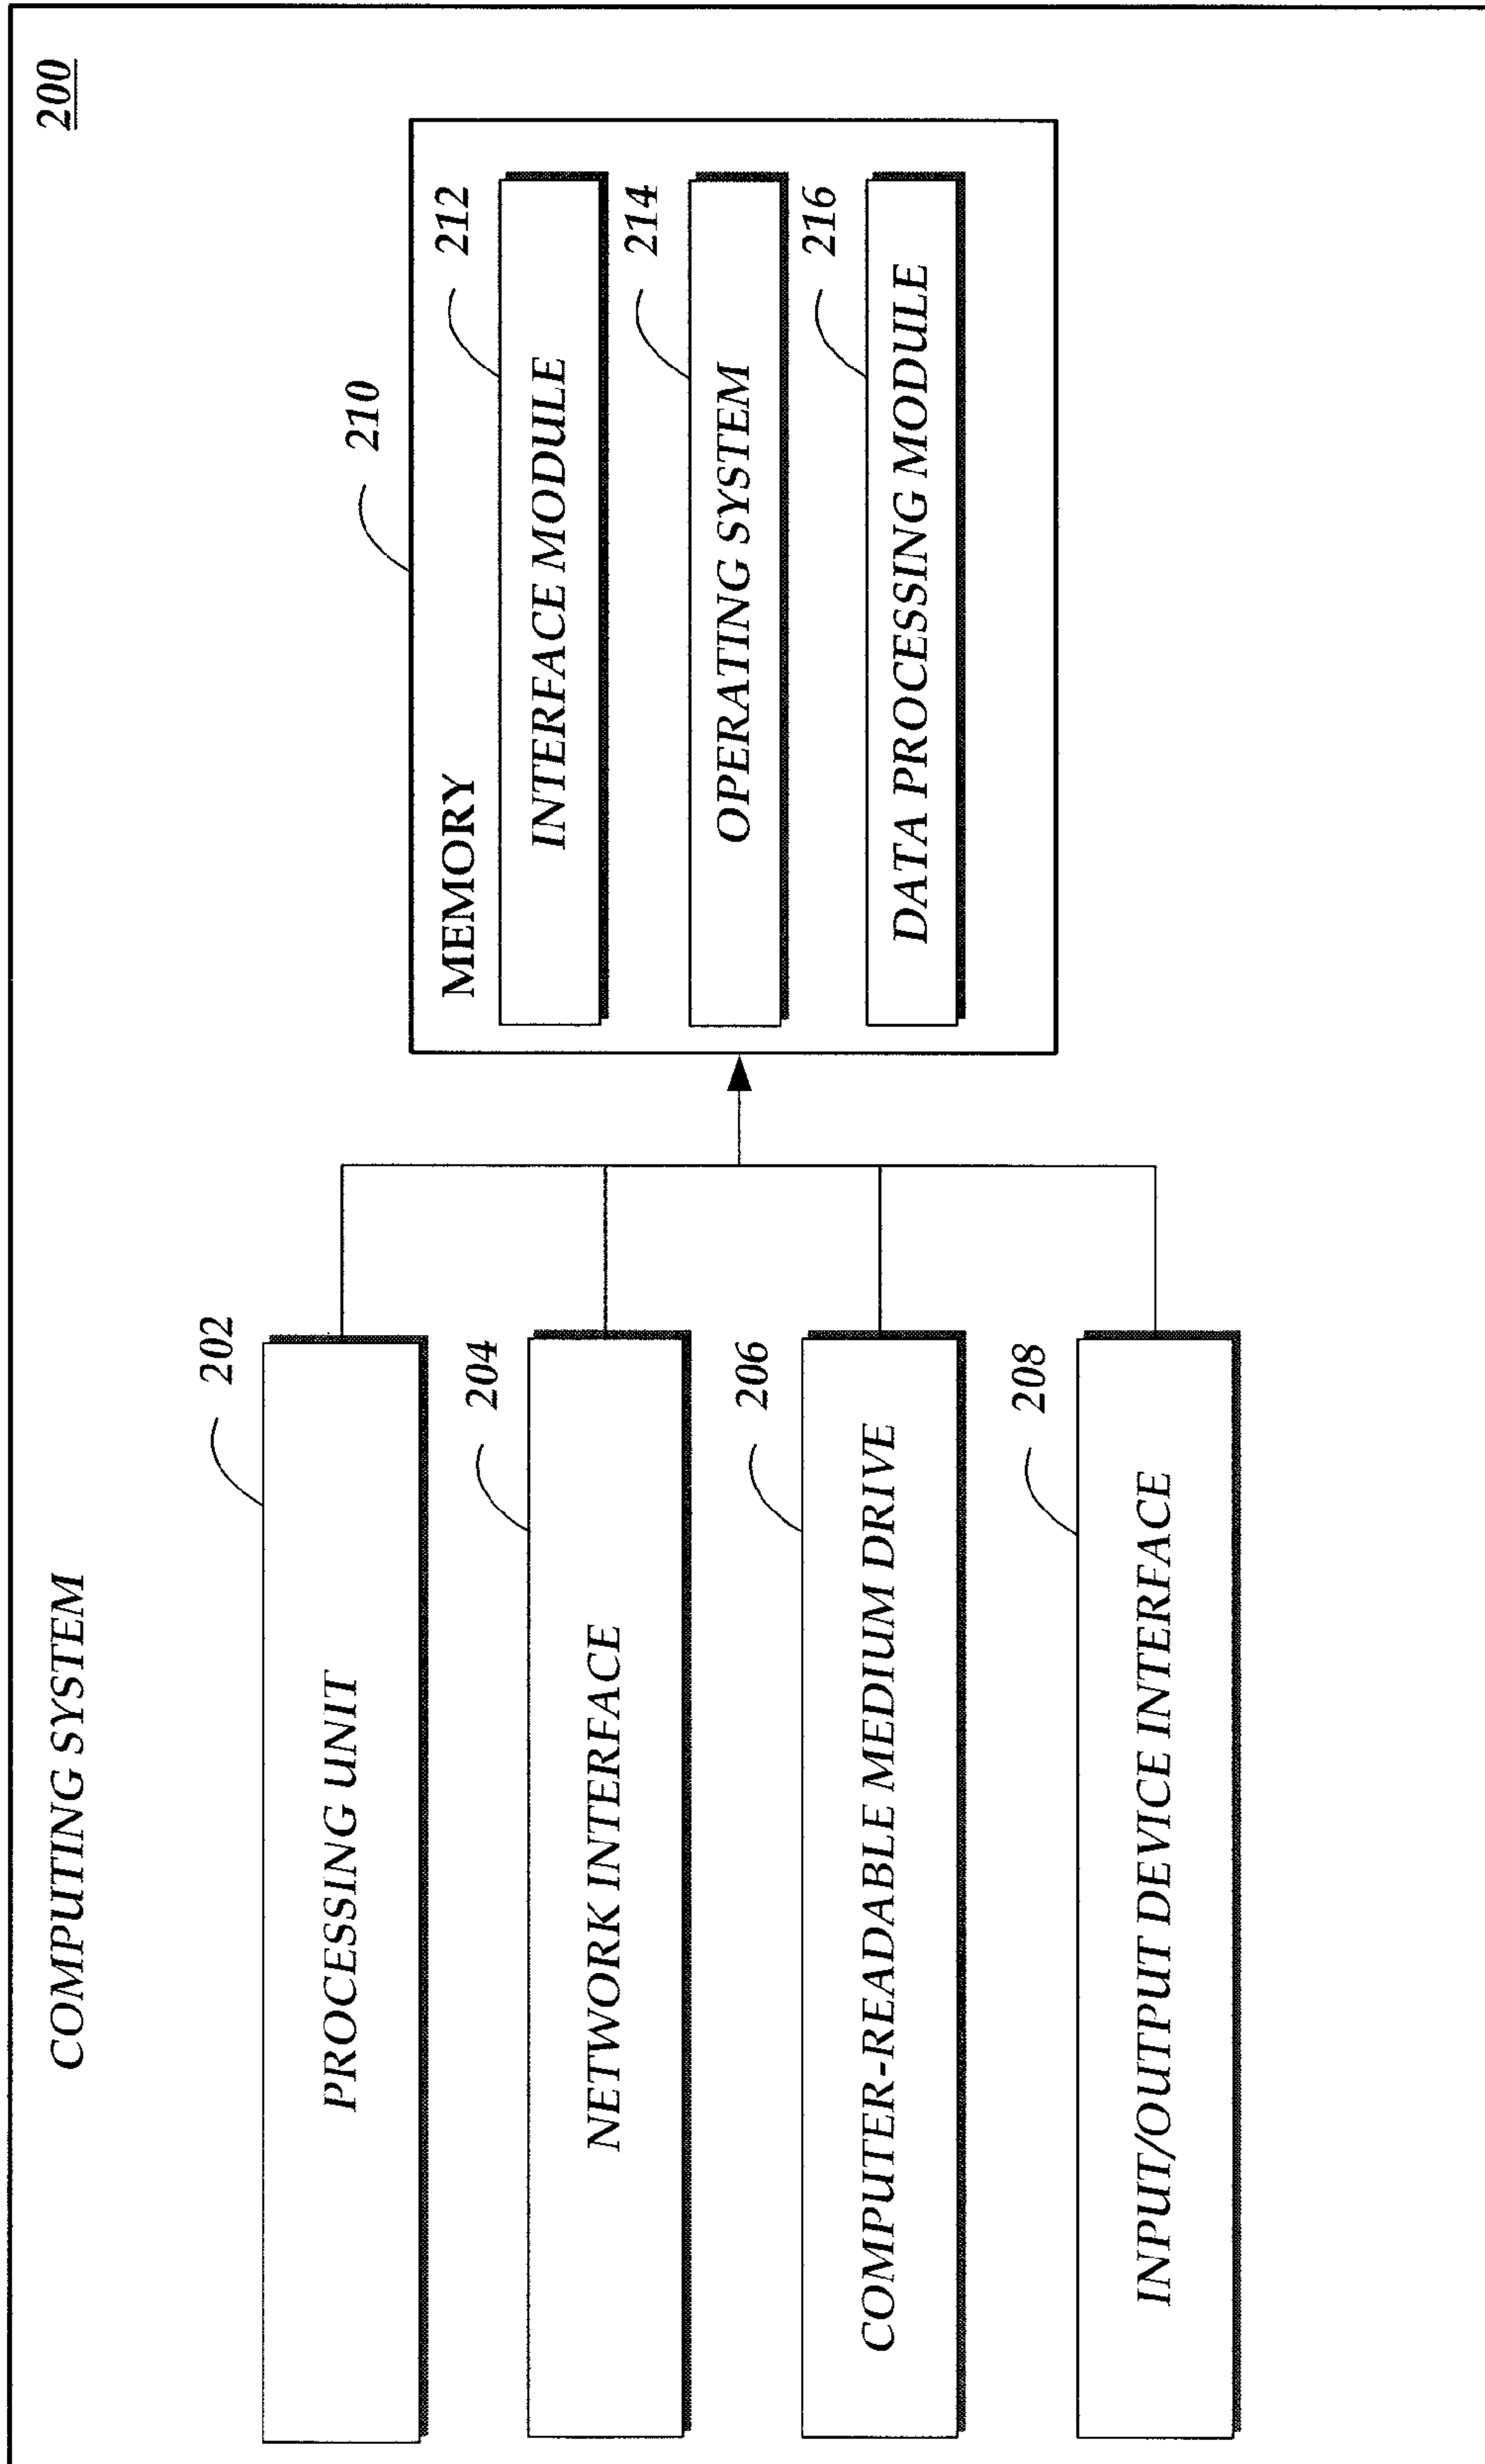 200
COMPUTING SYSTEM
202
PROCESSING UNIT
204
NETWORK INTERFACE
206
COMPUTER-READABLE MEDIUM DRIVE
208
INPUT/OUTPUT DEVICE INTERFACE
210
MEMORY
212
INTERFACE MODULE
214
OPERATING SYSTEM
216
DATA PROCESSING MODULE